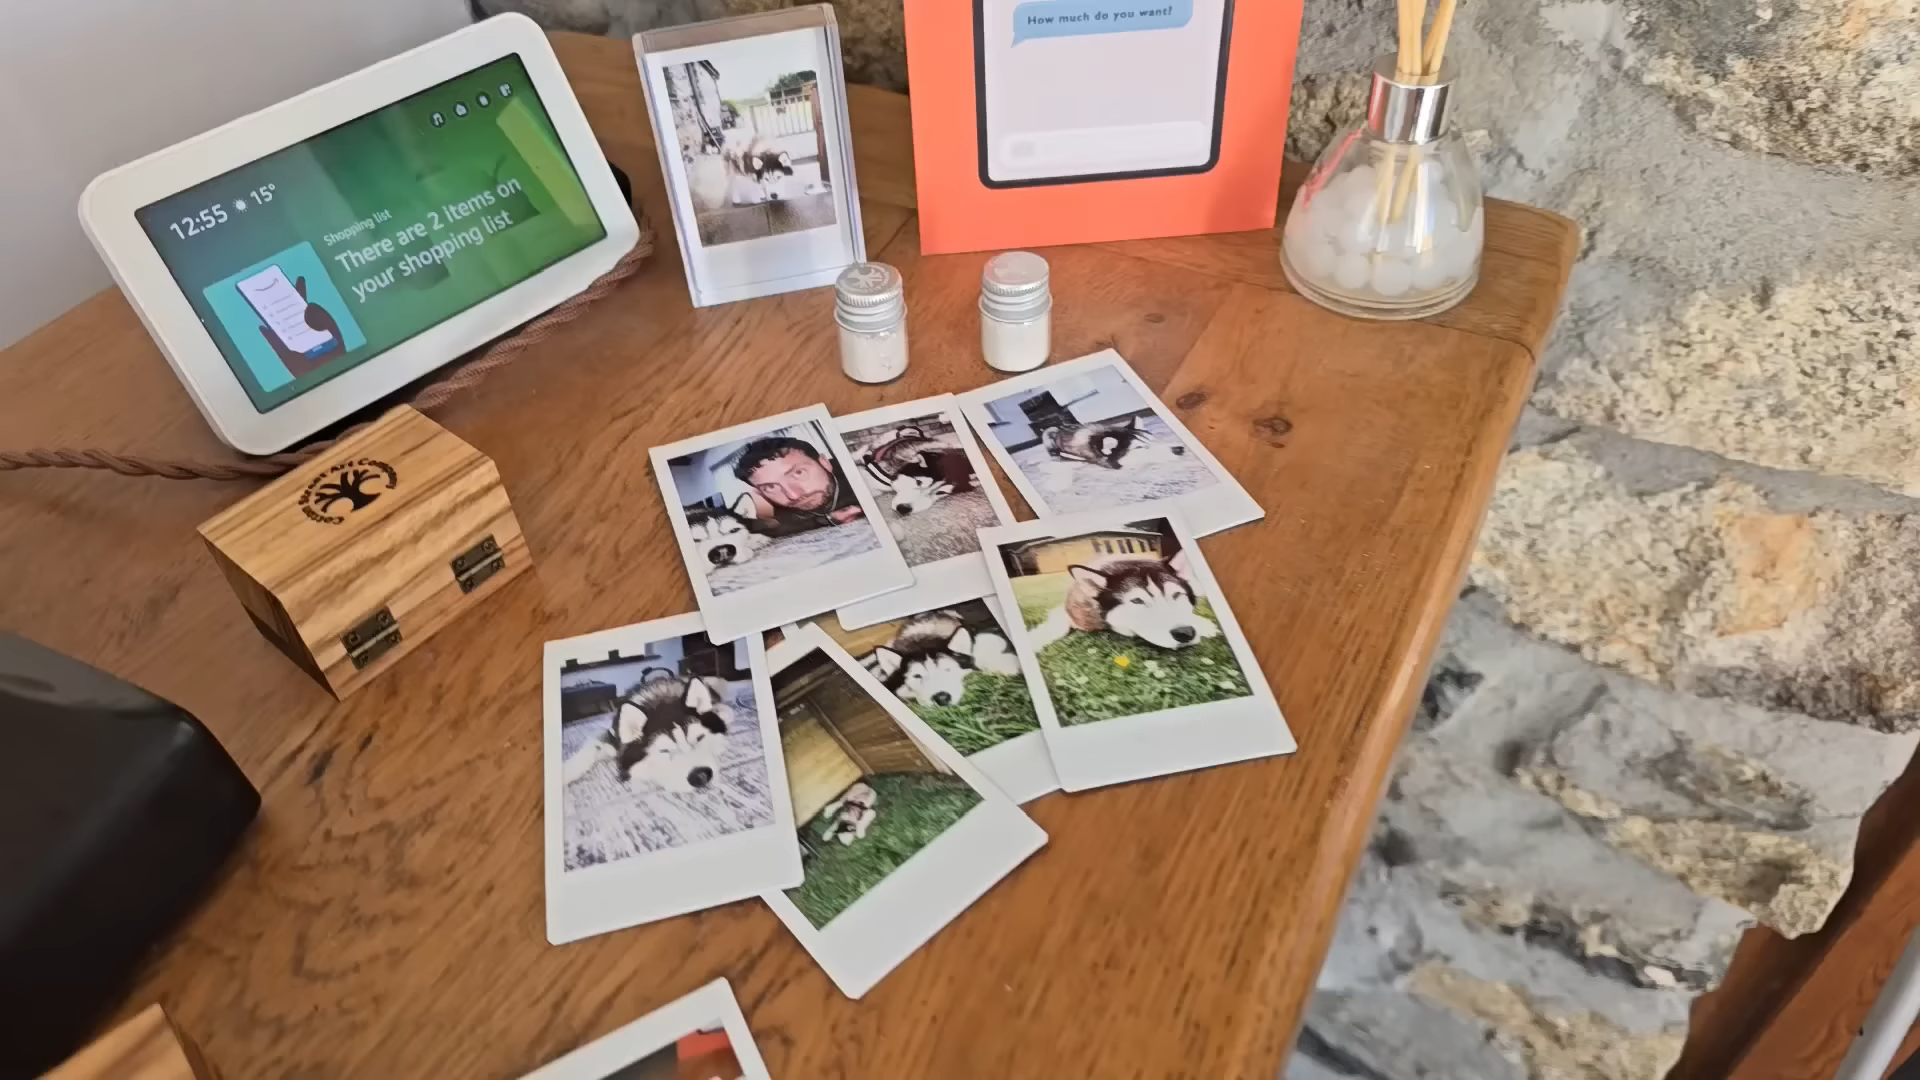 How much do you want?
12:55 15°
Shopping list
There are 2 items on
your shopping list